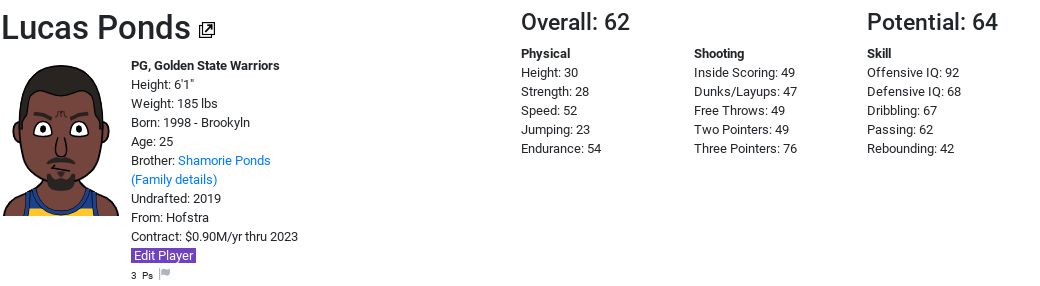 Lucas Ponds
PG, Golden State Warriors
Height: 6'1"
Weight: 185 lbs
Born: 1998 - Brookyln
Age: 25
Brother: Shamorie Ponds
(Family details)
Undrafted: 2019
From: Hofstra
Contract: $0.90M/yr thru 2023
Edit Player
3 Ps
Overall: 62
Physical
Height: 30
Strength: 28
Speed: 52
Jumping: 23
Endurance: 54
Shooting
Inside Scoring: 49
Dunks/Layups: 47
Free Throws: 49
Two Pointers: 49
Three Pointers: 76
Potential: 64
Skill
Offensive IQ: 92
Defensive IQ: 68
Dribbling: 67
Passing: 62
Rebounding: 42